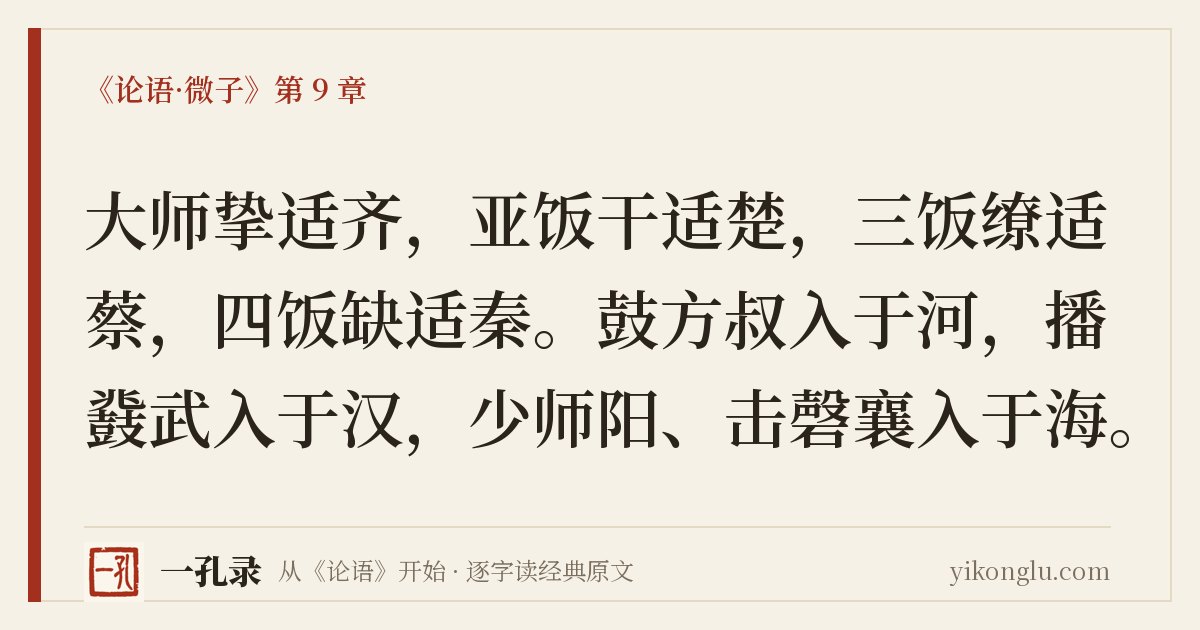 《论语·微子》第 9 章
大师挚适齐，亚饭干适楚，三饭缭适
蔡，四饭缺适秦。鼓方叔入于河，播
鼗武入于汉，少师阳、击磬襄入于海。
一孔
一孔录 从《论语》开始 · 逐字读经典原文 yikonglu.com